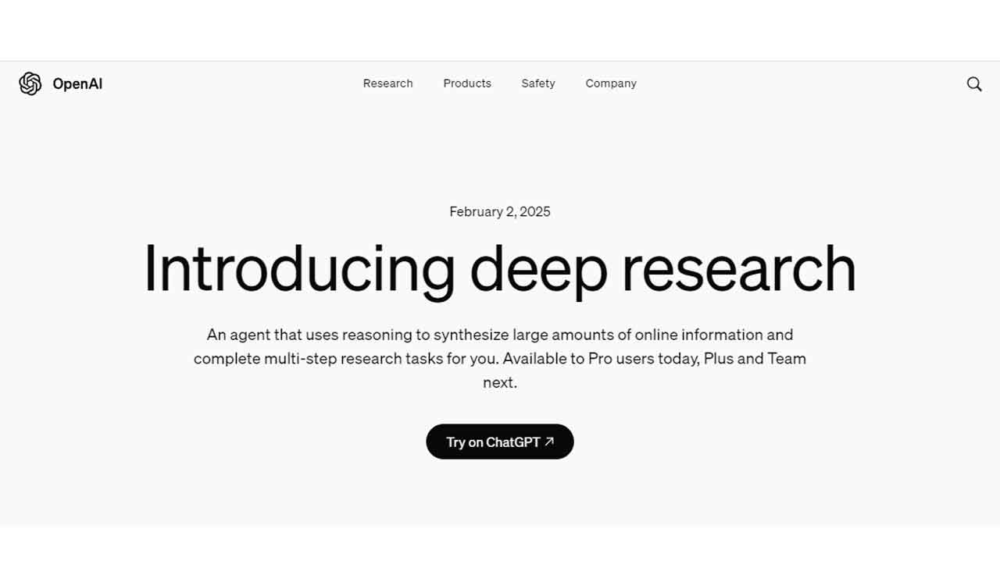 OpenAI
Research Products Safety Company
February 2, 2025
Introducing deep research
An agent that uses reasoning to synthesize large amounts of online information and
complete multi-step research tasks for you. Available to Pro users today, Plus and Team
next.
Try on ChatGPT ↗